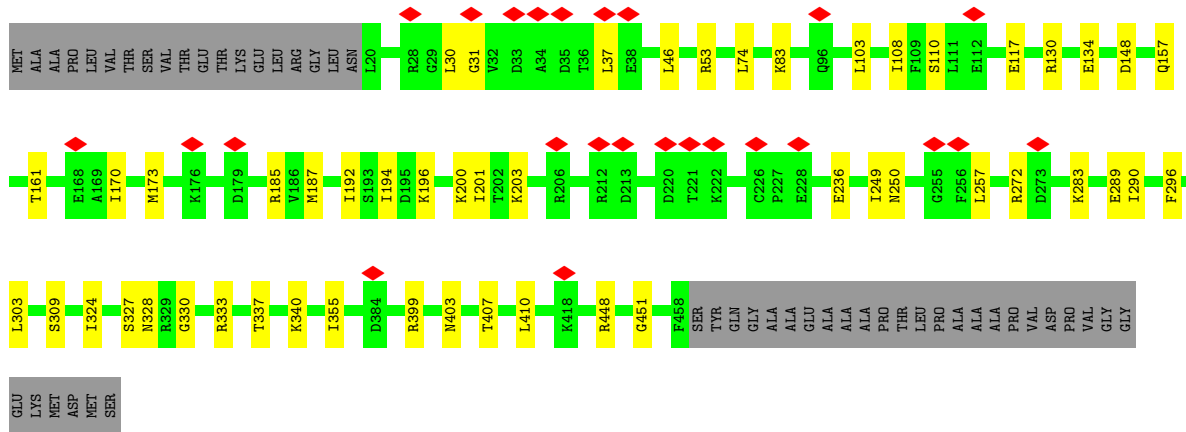 MET ALA ALA PRO LEU VAL THR SER VAL THR GLU THR LYS GLU LEU ARG GLY LEU ASN L20 R28 G29 L30 G31 V32 D33 A34 D35 T36 L37 E38 L46 R53 L74 K83 Q96 L103 I108 F109 S110 L111 E112 E117 R130 E134 D148 Q157
T161 E168 A169 I170 M173 K176 D179 R185 V186 M187 I192 S193 I194 D195 K196 K200 I201 T202 K203 R206 R212 D213 D220 T221 K222 C226 P227 E228 E236 I249 N250 G255 F256 L257 R272 D273 K283 E289 I290 F296
L303 S309 I324 S327 N328 R329 G330 R333 T337 K340 I355 D384 R399 N403 T407 L410 K418 R448 G451 F458 SER TYR GLN GLY ALA ALA GLU ALA ALA ALA PRO THR LEU PRO ALA ALA ALA PRO VAL ASP PRO VAL GLY GLY
GLU LYS MET ASP MET SER